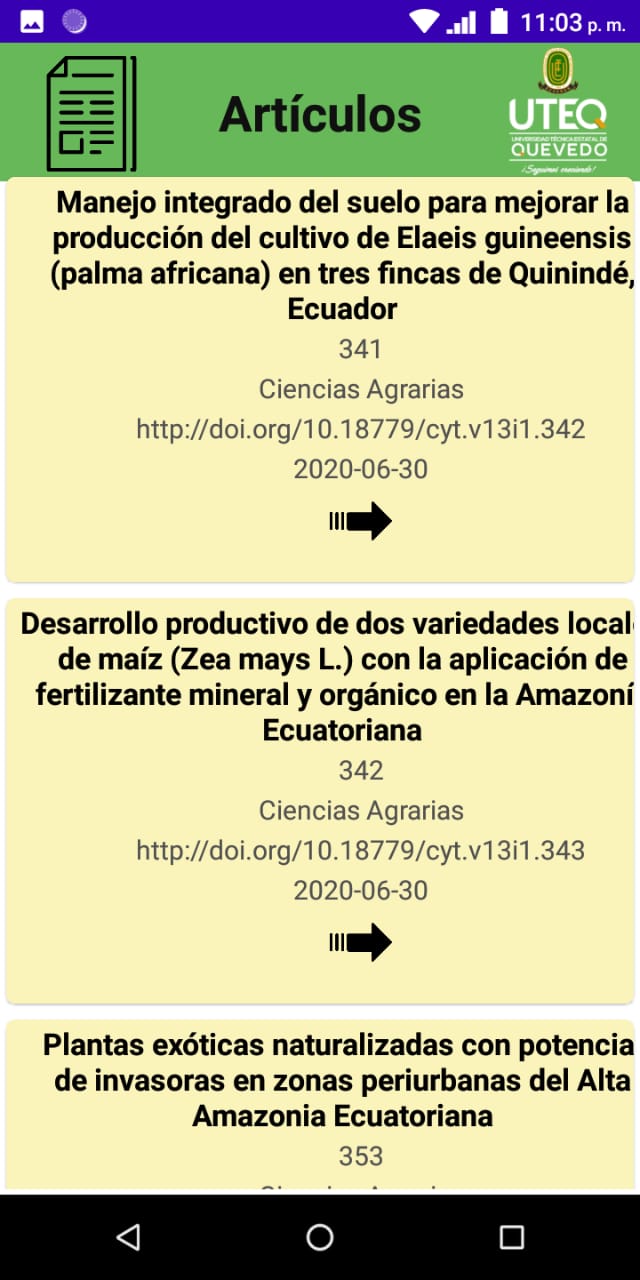 11:03 p. m.
Artículos
UTEQ
UNIVERSIDAD TÉCNICA ESTATAL DE
QUEVEDO
¡Seguimos creciendo!
Manejo integrado del suelo para mejorar la
producción del cultivo de Elaeis guineensis
(palma africana) en tres fincas de Quinindé,
Ecuador
341
Ciencias Agrarias
http://doi.org/10.18779/cyt.v13i1.342
2020-06-30
Desarrollo productivo de dos variedades local
de maíz (Zea mays L.) con la aplicación de
fertilizante mineral y orgánico en la Amazoní
Ecuatoriana
342
Ciencias Agrarias
http://doi.org/10.18779/cyt.v13i1.343
2020-06-30
Plantas exóticas naturalizadas con potencia
de invasoras en zonas periurbanas del Alta
Amazonia Ecuatoriana
353